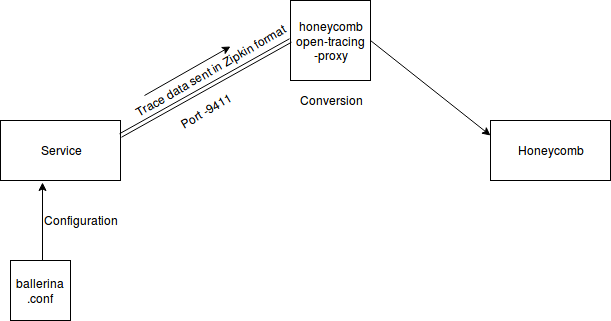 honeycomb
open-tracing
-proxy
Trace data sent in Zipkin format
Port -9411
Conversion
Service
Honeycomb
Configuration
ballerina
.conf